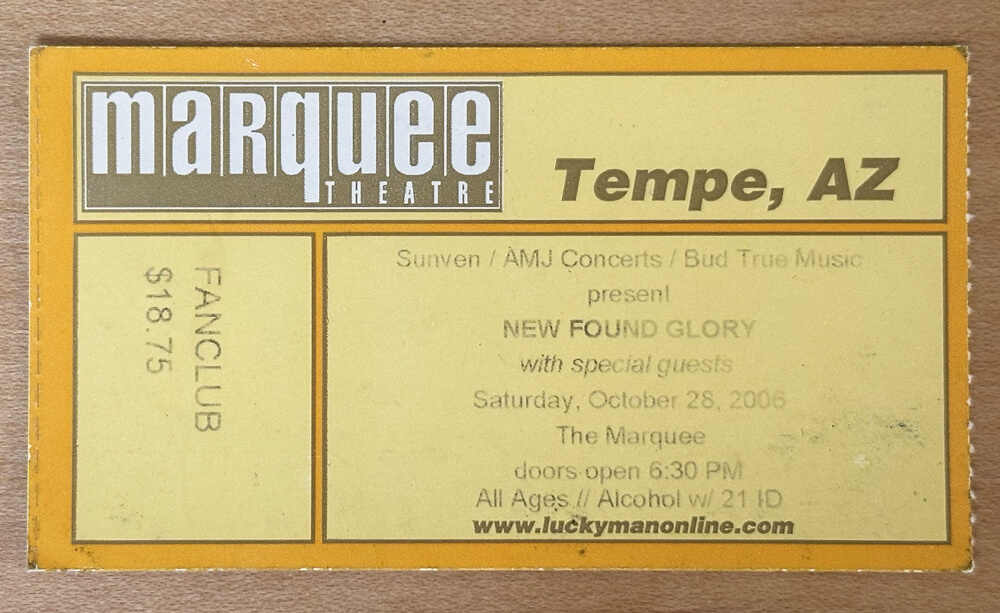 marquee
THEATRE
Tempe, AZ
FANCLUB
$18.75
Sunven / AMJ Concerts / Bud True Music
present
NEW FOUND GLORY
with special guests
Saturday, October 28, 2006
The Marquee
doors open 6:30 PM
All Ages // Alcohol w/ 21 ID
www.luckymanonline.com